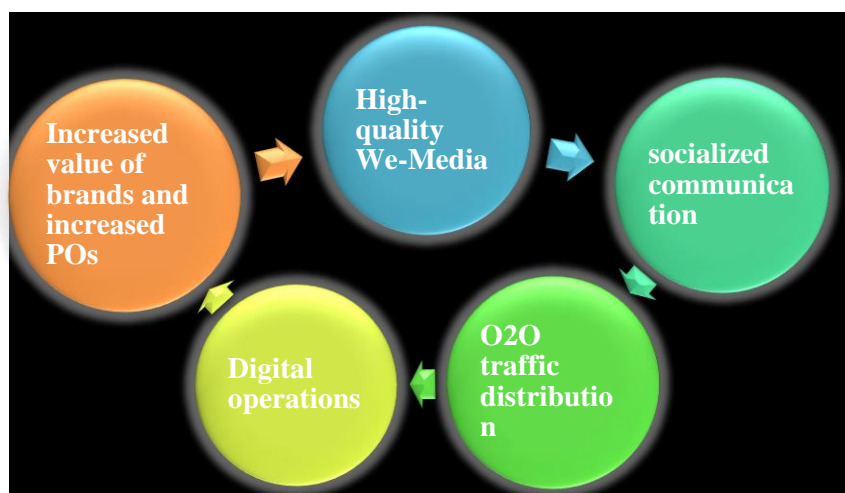 Increased
value of
brands and
increased
POs
High-
quality
We-Media
socialized
communica
tion
O2O
traffic
distributio
n
Digital
operations